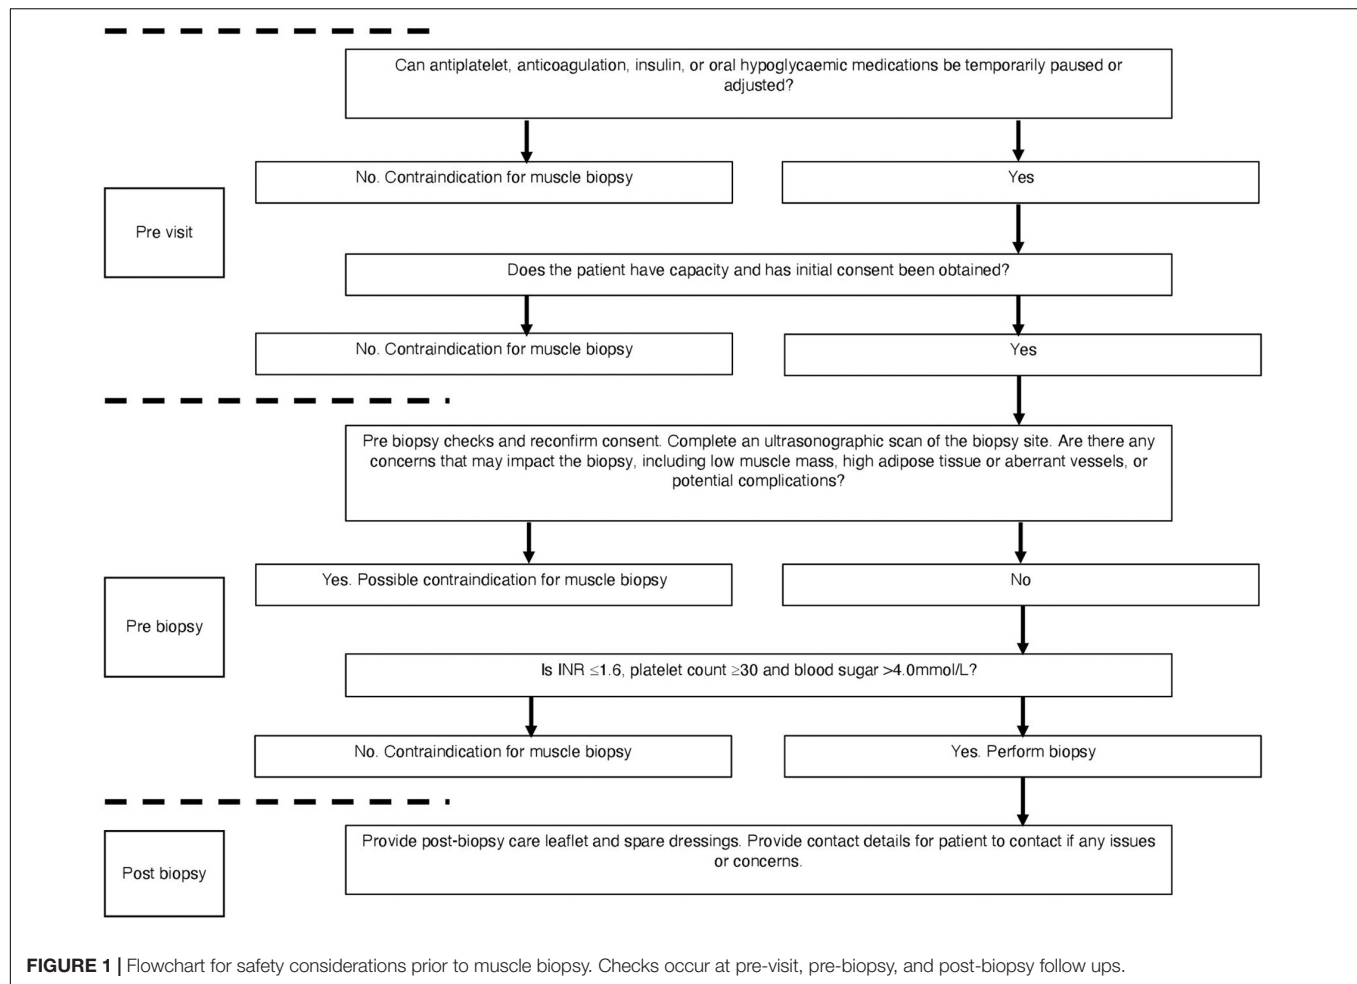 Can antiplatelet, anticoagulation, insulin, or oral hypoglycaemic medications be temporarily paused or
adjusted?
No. Contraindication for muscle biopsy
Yes
Pre visit
Does the patient have capacity and has initial consent been obtained?
No. Contraindication for muscle biopsy
Yes
Pre biopsy checks and reconfirm consent. Complete an ultrasonographic scan of the biopsy site. Are there any
concerns that may impact the biopsy, including low muscle mass, high adipose tissue or aberrant vessels, or
potential complications?
Yes. Possible contraindication for muscle biopsy
No
Pre biopsy
Is INR ≤1.6, platelet count ≥30 and blood sugar >4.0mmol/L?
No. Contraindication for muscle biopsy
Yes. Perform biopsy
Provide post-biopsy care leaflet and spare dressings. Provide contact details for patient to contact if any issues
or concerns.
Post biopsy
FIGURE 1 | Flowchart for safety considerations prior to muscle biopsy. Checks occur at pre-visit, pre-biopsy, and post-biopsy follow ups.